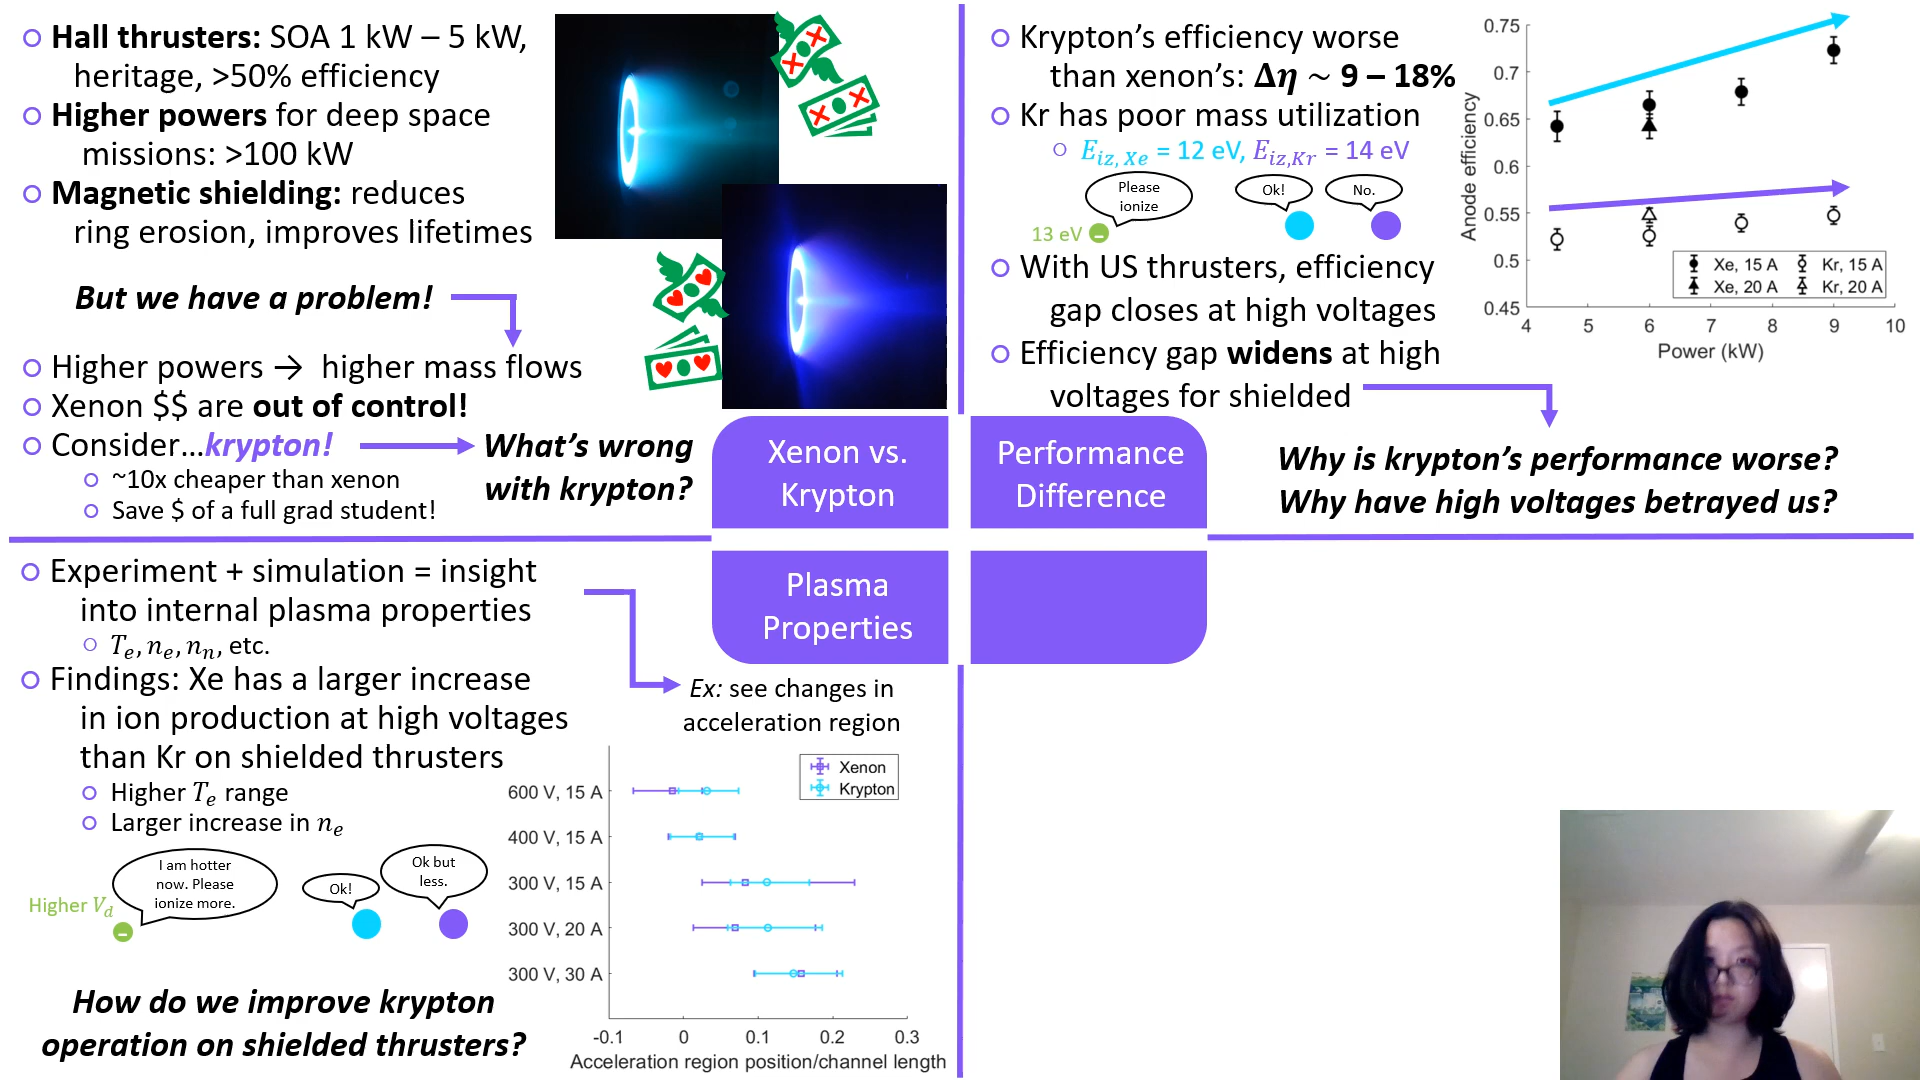 Hall thrusters: SOA 1 kW – 5 kW,
heritage, >50% efficiency
Higher powers for deep space
missions: >100 kW
Magnetic shielding: reduces
ring erosion, improves lifetimes
But we have a problem!
Higher powers → higher mass flows
Xenon $$ are out of control!
Consider...krypton!
~10x cheaper than xenon
Save $ of a full grad student!
What's wrong
with krypton?
Xenon vs.
Krypton
Krypton's efficiency worse
than xenon's: Δη ~ 9 – 18%
Kr has poor mass utilization
E_iz,Xe = 12 eV, E_iz,Kr = 14 eV
Please
ionize
Ok!
No.
13 eV
With US thrusters, efficiency
gap closes at high voltages
Efficiency gap widens at high
voltages for shielded
Why is krypton's performance worse?
Why have high voltages betrayed us?
Performance
Difference
0.75
0.7
0.65
0.6
0.55
0.5
0.45
Anode efficiency
4 5 6 7 8 9 10
Power (kW)
Xe, 15 A Kr, 15 A
Xe, 20 A Kr, 20 A
Plasma
Properties
Experiment + simulation = insight
into internal plasma properties
T_e, n_e, n_n, etc.
Findings: Xe has a larger increase
in ion production at high voltages
than Kr on shielded thrusters
Higher T_e range
Larger increase in n_e
I am hotter
now. Please
ionize more.
Ok!
Ok but
less.
Higher V_d
How do we improve krypton
operation on shielded thrusters?
Ex: see changes in
acceleration region
Xenon
Krypton
600 V, 15 A
400 V, 15 A
300 V, 15 A
300 V, 20 A
300 V, 30 A
-0.1 0 0.1 0.2 0.3
Acceleration region position/channel length